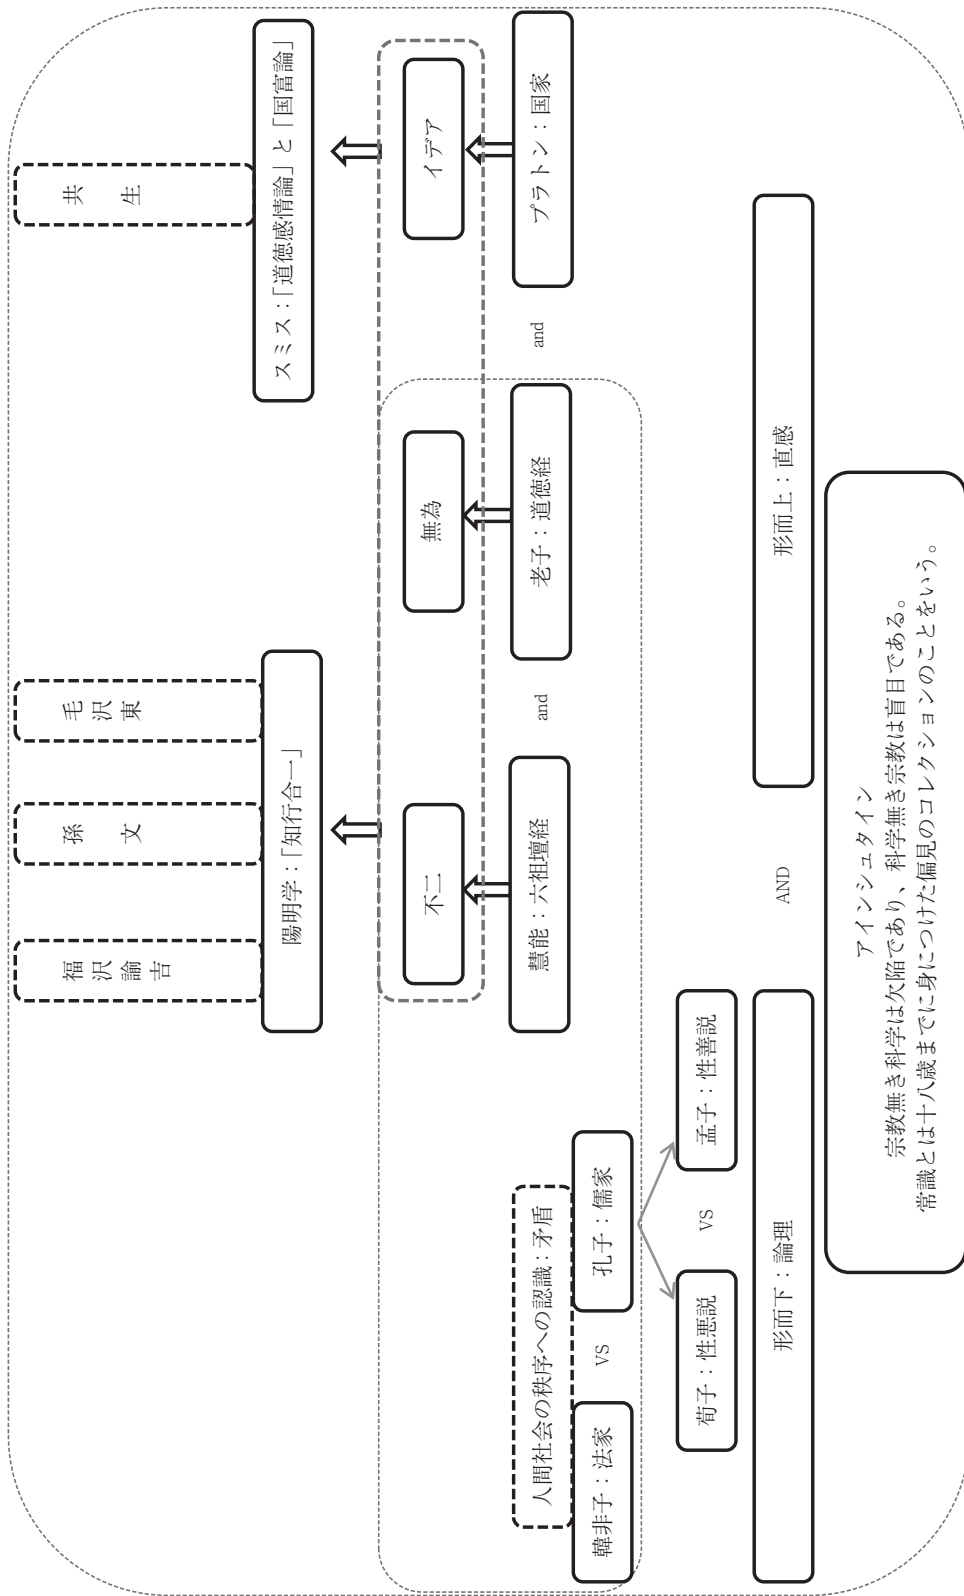 福沢諭吉
孫　文
毛沢東
共　生
陽明学：「知行合一」
スミス：「道徳感情論」と「国富論」
不二
無為
イデア
人間社会の秩序への認識：矛盾
慧能：六祖壇経
and
老子：道徳経
and
プラトン：国家
韓非子：法家
VS
孔子：儒家
荀子：性悪説
VS
孟子：性善説
形而下：論理
AND
形而上：直感
アインシュタイン
宗教無き科学は欠陥であり、科学無き宗教は盲目である。
常識とは十八歳までに身につけた偏見のコレクションのことをいう。